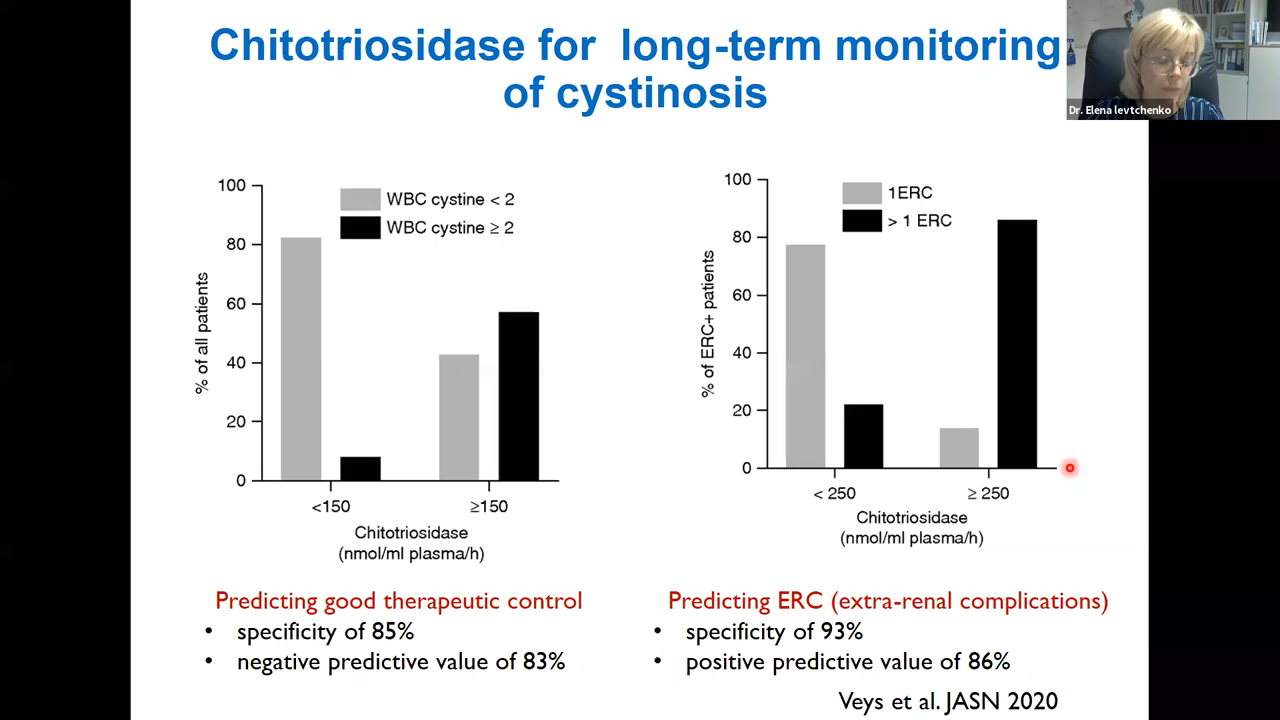 Chitotriosidase for long-term monitoring
of cystinosis
Dr. Elena levtchenko
100
80
60
40
20
0
% of all patients
WBC cystine < 2
WBC cystine ≥ 2
<150
≥150
Chitotriosidase
(nmol/ml plasma/h)
100
80
60
40
20
0
% of ERC+ patients
1ERC
> 1 ERC
< 250
≥ 250
Chitotriosidase
(nmol/ml plasma/h)
Predicting good therapeutic control
• specificity of 85%
• negative predictive value of 83%
Predicting ERC (extra-renal complications)
• specificity of 93%
• positive predictive value of 86%
Veys et al. JASN 2020